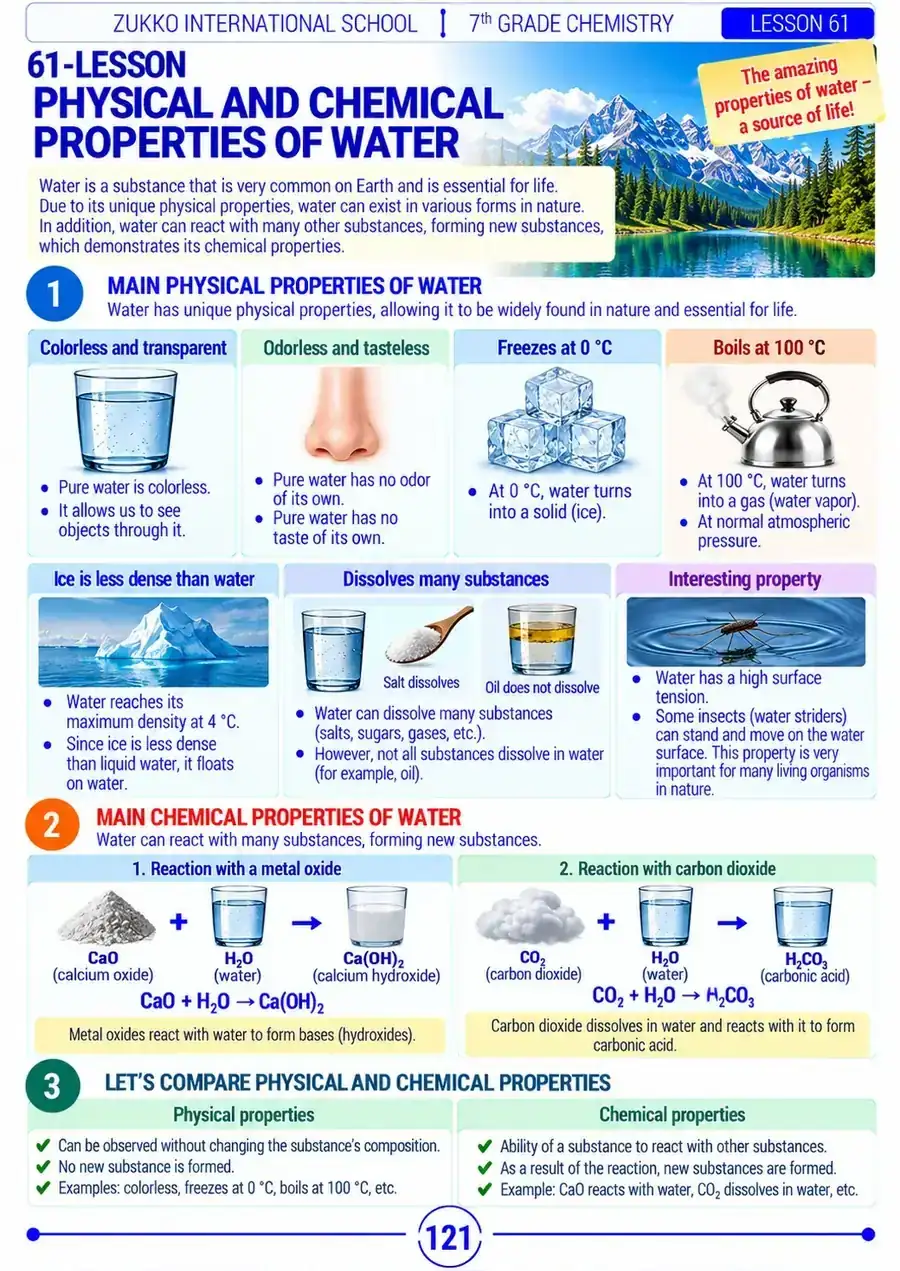 ZUKKO INTERNATIONAL SCHOOL
7th GRADE CHEMISTRY
LESSON 61
61-LESSON
PHYSICAL AND CHEMICAL
PROPERTIES OF WATER
The amazing
properties of water –
a source of life!
Water is a substance that is very common on Earth and is essential for life.
Due to its unique physical properties, water can exist in various forms in nature.
In addition, water can react with many other substances, forming new substances,
which demonstrates its chemical properties.
1
MAIN PHYSICAL PROPERTIES OF WATER
Water has unique physical properties, allowing it to be widely found in nature and essential for life.
Colorless and transparent
• Pure water is colorless.
• It allows us to see
objects through it.
Odorless and tasteless
• Pure water has no odor
of its own.
• Pure water has no
taste of its own.
Freezes at 0 °C
• At 0 °C, water turns
into a solid (ice).
Boils at 100 °C
• At 100 °C, water turns
into a gas (water vapor).
• At normal atmospheric
pressure.
Ice is less dense than water
• Water reaches its
maximum density at 4 °C.
• Since ice is less dense
than liquid water, it floats
on water.
Dissolves many substances
Salt dissolves
Oil does not dissolve
• Water can dissolve many substances
(salts, sugars, gases, etc.).
• However, not all substances dissolve in water
(for example, oil).
Interesting property
• Water has a high surface
tension.
• Some insects (water striders)
can stand and move on the water
surface. This property is very
important for many living organisms
in nature.
2
MAIN CHEMICAL PROPERTIES OF WATER
Water can react with many substances, forming new substances.
1. Reaction with a metal oxide
+ →
CaO H₂O Ca(OH)₂
(calcium oxide) (water) (calcium hydroxide)
CaO + H₂O → Ca(OH)₂
Metal oxides react with water to form bases (hydroxides).
2. Reaction with carbon dioxide
+ →
CO₂ H₂O H₂CO₃
(carbon dioxide) (water) (carbonic acid)
CO₂ + H₂O → H₂CO₃
Carbon dioxide dissolves in water and reacts with it to form
carbonic acid.
3
LET'S COMPARE PHYSICAL AND CHEMICAL PROPERTIES
Physical properties
✔ Can be observed without changing the substance's composition.
✔ No new substance is formed.
✔ Examples: colorless, freezes at 0 °C, boils at 100 °C, etc.
Chemical properties
✔ Ability of a substance to react with other substances.
✔ As a result of the reaction, new substances are formed.
✔ Example: CaO reacts with water, CO₂ dissolves in water, etc.
121